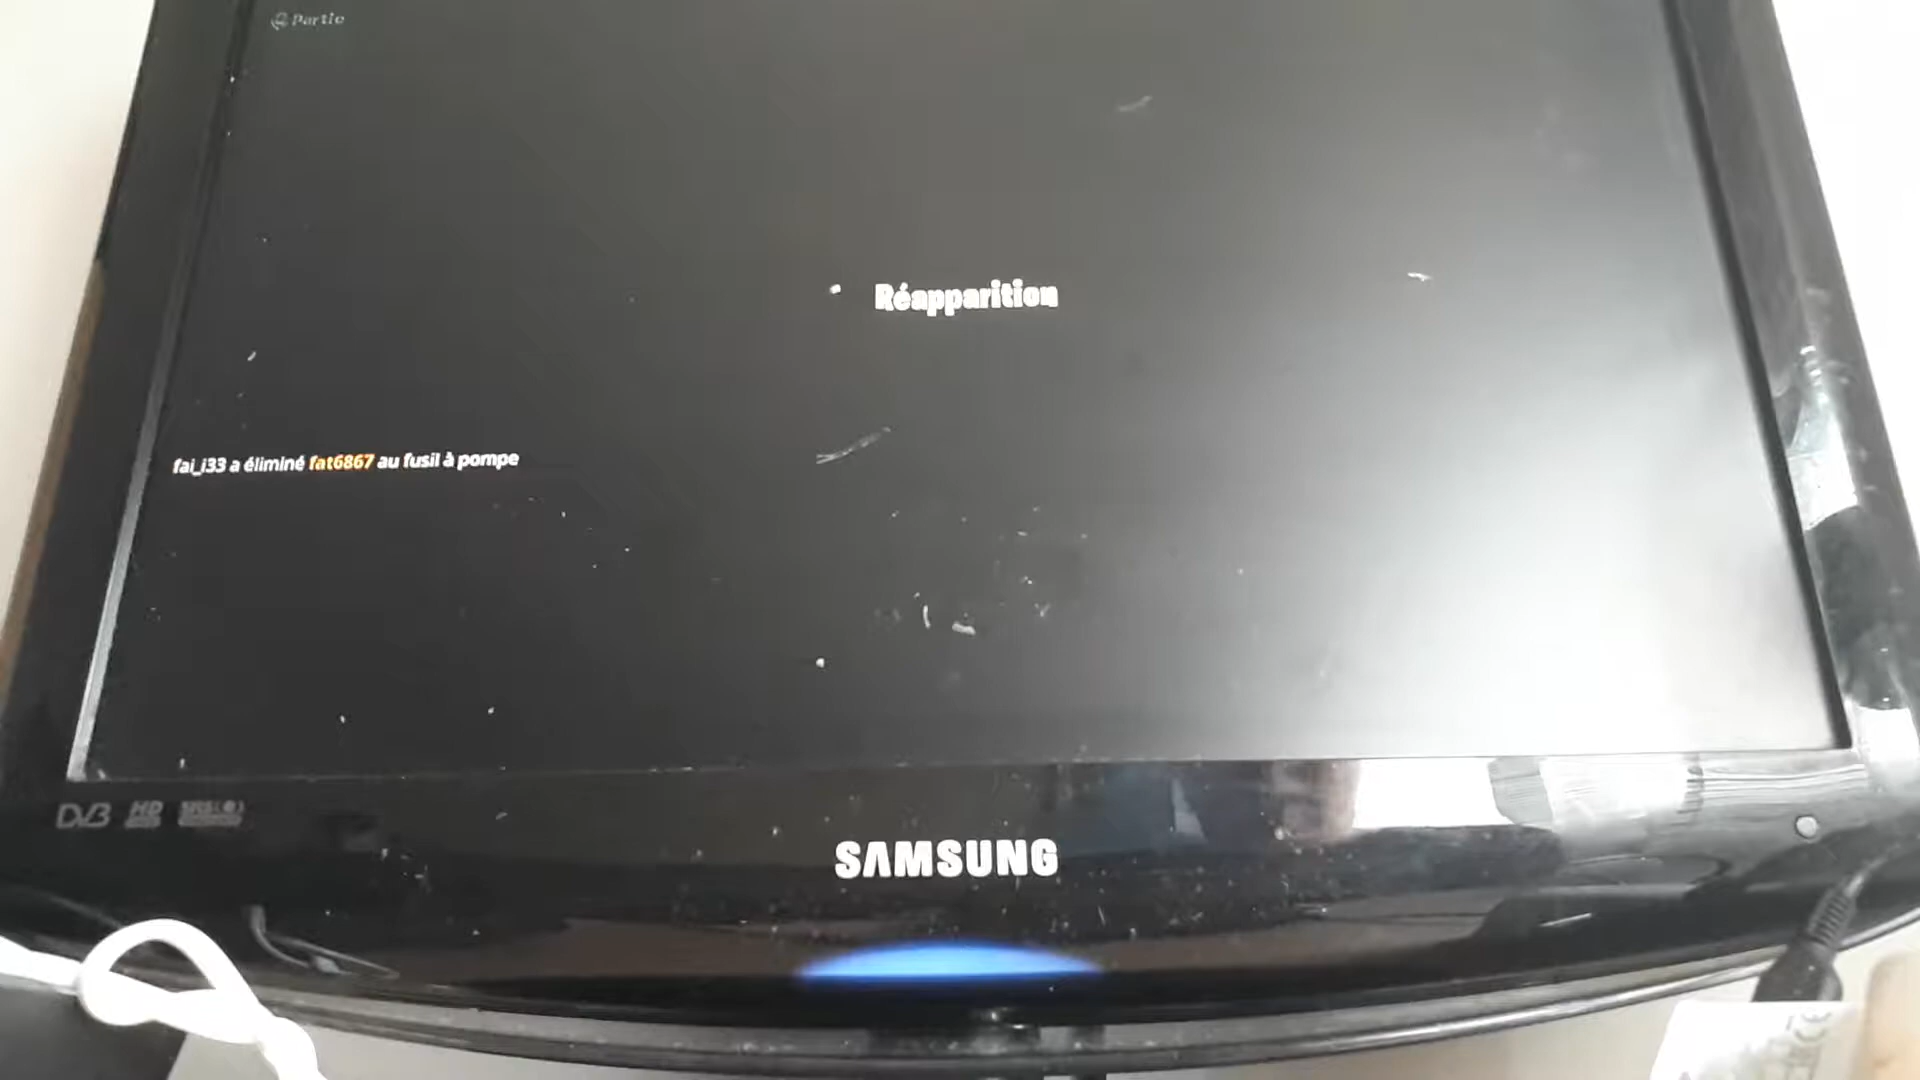 Partie
Réapparition
fai_i33 a éliminé fat6867 au fusil à pompe
DVB HD
SAMSUNG